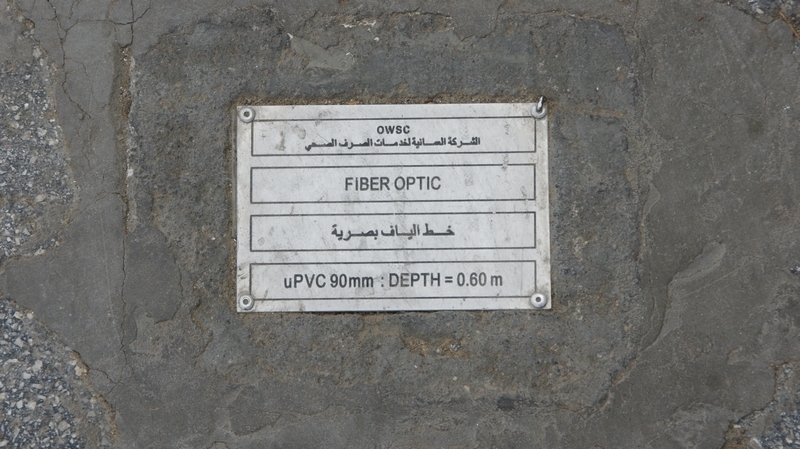 OWSC
الشركة العمانية لخدمات الصرف الصحي
FiBER OPTIC
خط الياف بصرية
uPVC 90mm : DEPTH = 0.60 m